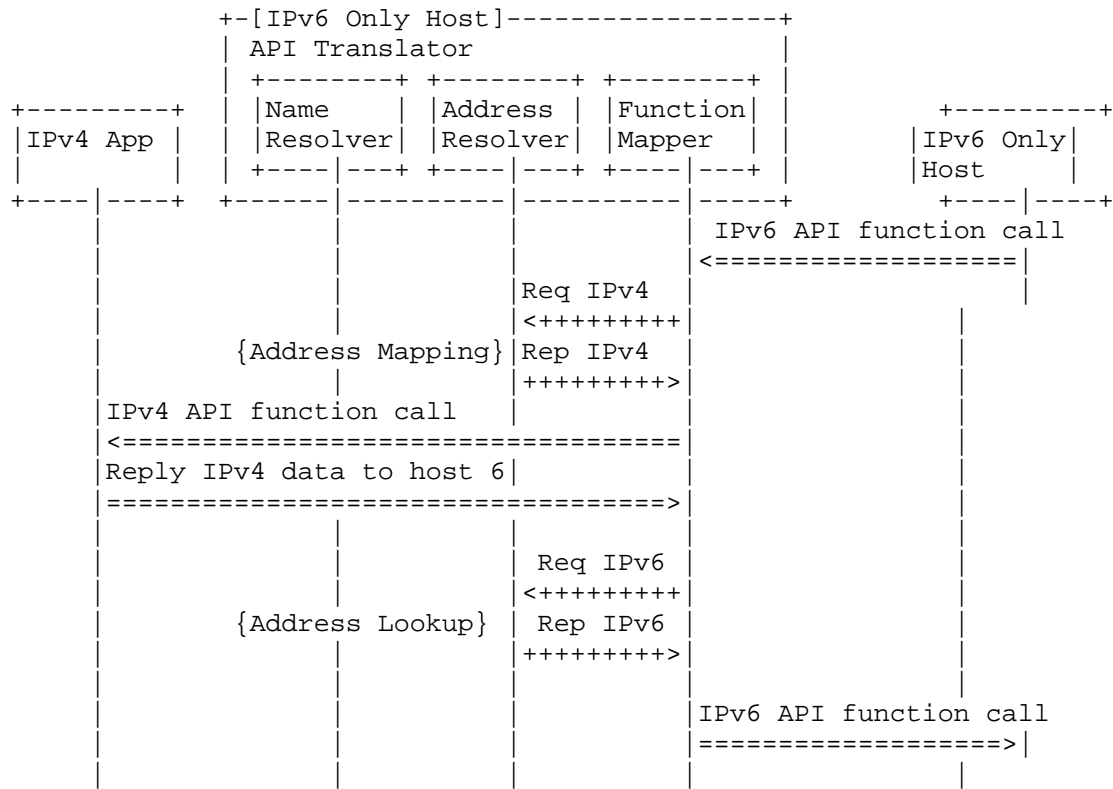 [IPv6 Only Host]
API Translator
Name Resolver
Address Resolver
Function Mapper
IPv4 App
IPv6 Only Host
IPv6 API function call
Req IPv4
{Address Mapping} Rep IPv4
IPv4 API function call
Reply IPv4 data to host 6
Req IPv6
{Address Lookup} Rep IPv6
IPv6 API function call